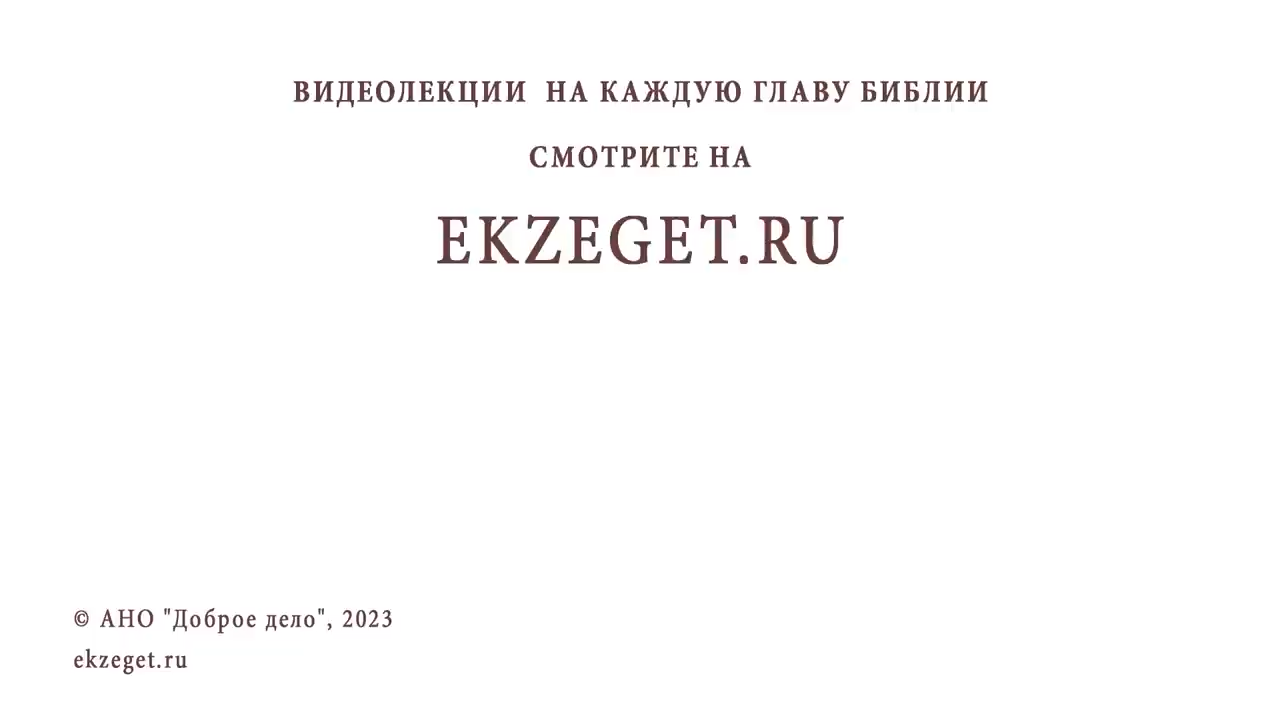 ВИДЕОЛЕКЦИИ НА КАЖДУЮ ГЛАВУ БИБЛИИ
СМОТРИТЕ НА
EKZEGET.RU
© АНО "Доброе дело", 2023
ekzeget.ru